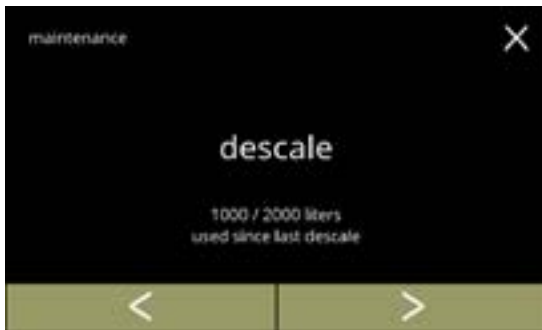 maintenance
descale
1000 / 2000 liters
used since last descale